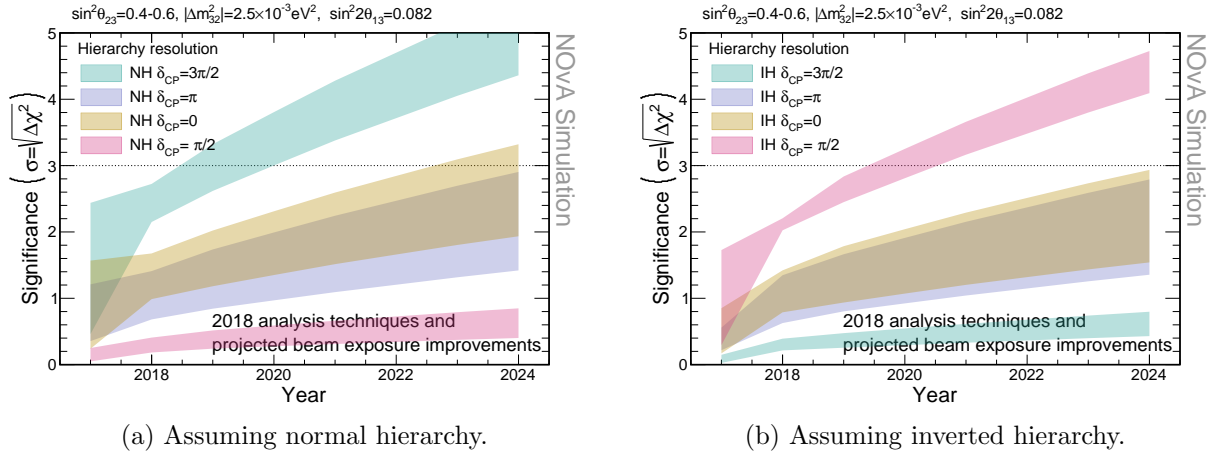 sin²θ₂₃=0.4-0.6, |Δm²₃₂|=2.5×10⁻³eV², sin²2θ₁₃=0.082
Hierarchy resolution
NH δCP=3π/2
NH δCP=π
NH δCP=0
NH δCP= π/2
5
4
3
2
1
0
Significance (σ=√Δχ²)
2018 analysis techniques and
projected beam exposure improvements
2018 2020 2022 2024
Year
NOvA Simulation
(a) Assuming normal hierarchy.
sin²θ₂₃=0.4-0.6, |Δm²₃₂|=2.5×10⁻³eV², sin²2θ₁₃=0.082
Hierarchy resolution
IH δCP=3π/2
IH δCP=π
IH δCP=0
IH δCP= π/2
5
4
3
2
1
0
Significance (σ=√Δχ²)
2018 analysis techniques and
projected beam exposure improvements
2018 2020 2022 2024
Year
NOvA Simulation
(b) Assuming inverted hierarchy.